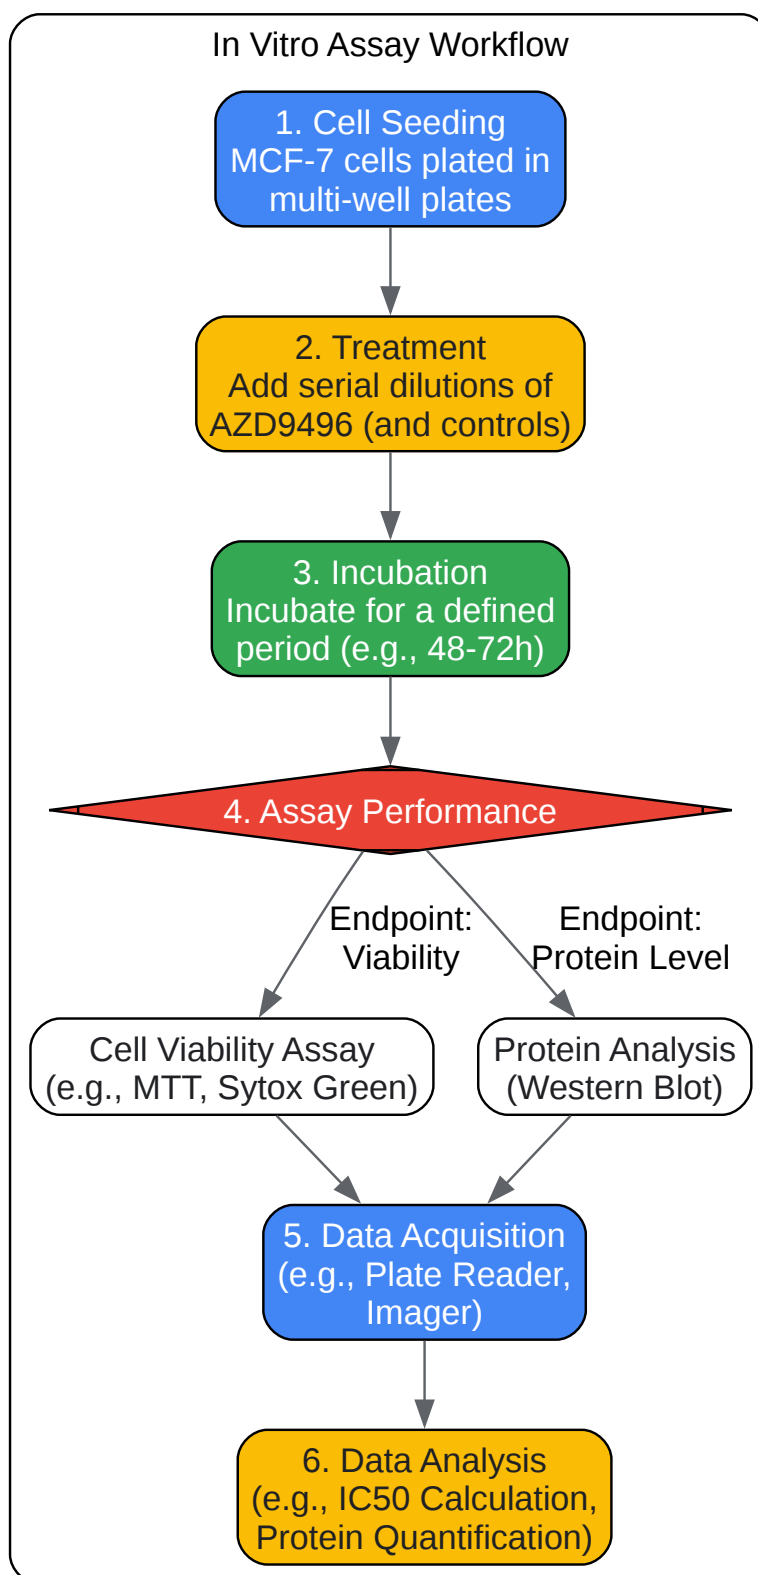 In Vitro Assay Workflow
1. Cell Seeding
MCF-7 cells plated in
multi-well plates
2. Treatment
Add serial dilutions of
AZD9496 (and controls)
3. Incubation
Incubate for a defined
period (e.g., 48-72h)
4. Assay Performance
Endpoint:
Viability
Endpoint:
Protein Level
Cell Viability Assay
(e.g., MTT, Sytox Green)
Protein Analysis
(Western Blot)
5. Data Acquisition
(e.g., Plate Reader,
Imager)
6. Data Analysis
(e.g., IC50 Calculation,
Protein Quantification)